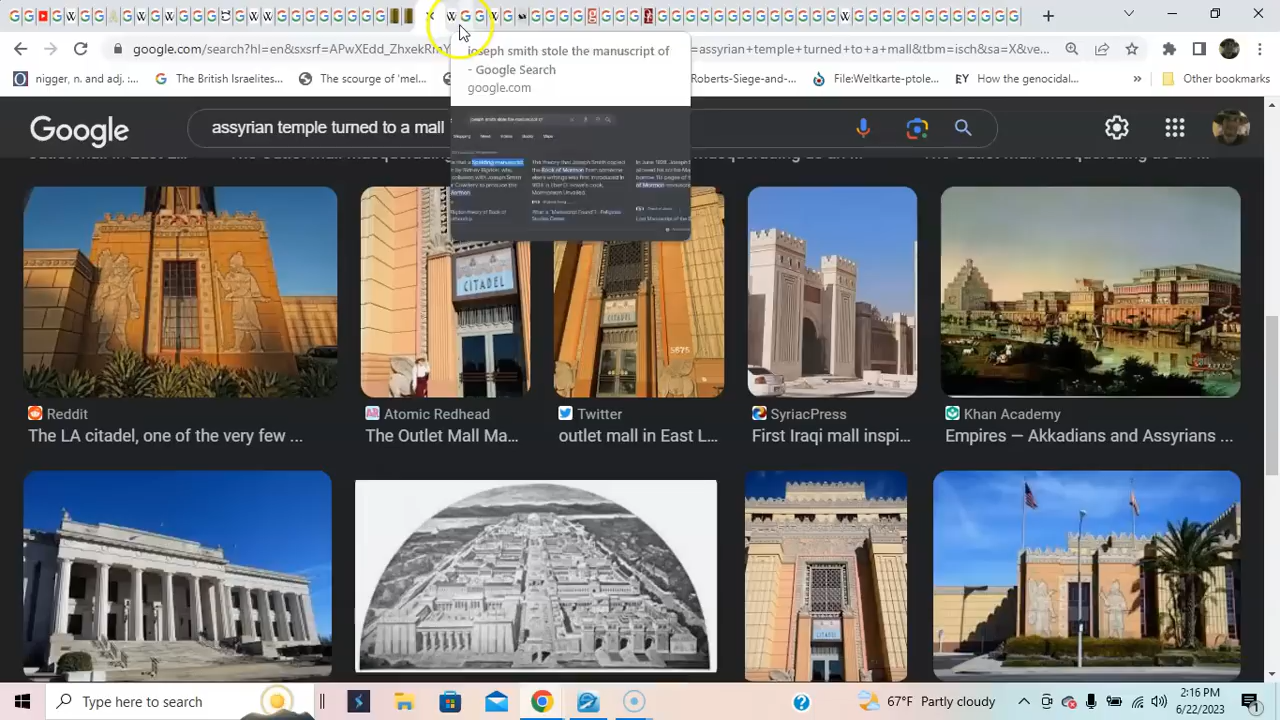 google.com/search?hl=en&sxsrf=APwXEdd_ZhxekRmY
=assyrian+temple+turned+to+a+mall&tbm=isch&sa=X&ve...
joseph smith stole the manuscript of
- Google Search
google.com
nigger, n. and adj. : ...
The British Israelites...
The scourge of 'mel...
Roberts-Siege-and-...
File:Weltkarte-ptolo...
EY How the genocidal...
»
Other bookmarks
Google
assyrian temple turned to a mall
CITADEL
CITADEL
5675
Reddit
The LA citadel, one of the very few ...
Atomic Redhead
The Outlet Mall Ma...
Twitter
outlet mall in East L...
SyriacPress
First Iraqi mall inspi...
Khan Academy
Empires — Akkadians and Assyrians ...
CITADEL
Type here to search
67°F Partly cloudy
2:16 PM
6/22/2023